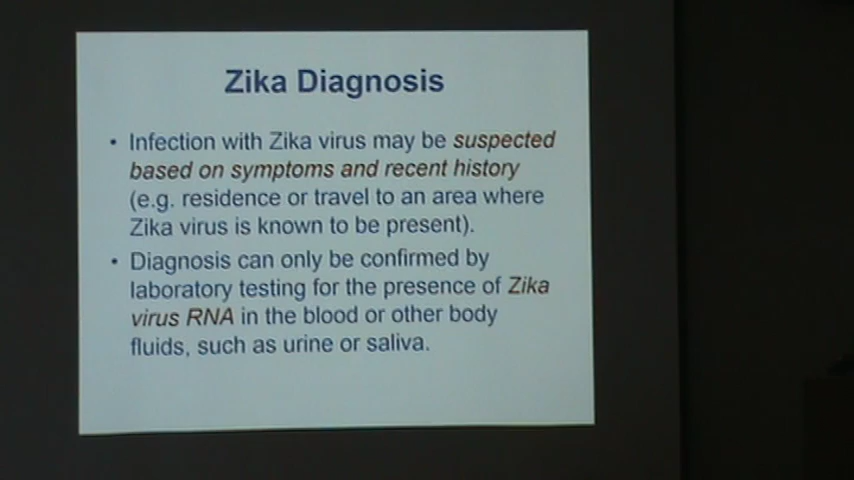 Zika Diagnosis
• Infection with Zika virus may be suspected
based on symptoms and recent history
(e.g. residence or travel to an area where
Zika virus is known to be present).
• Diagnosis can only be confirmed by
laboratory testing for the presence of Zika
virus RNA in the blood or other body
fluids, such as urine or saliva.